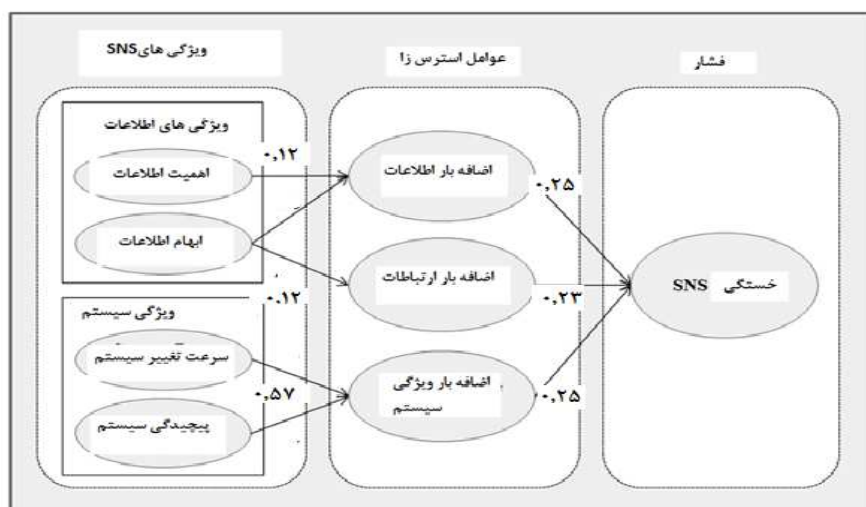 ویژگی هایSNS
عوامل استرس زا
فشار
ویژگی های اطلاعات
اهمیت اطلاعات
ابهام اطلاعات
ویژگی سیستم
سرعت تغییر سیستم
پیچیدگی سیستم
۰,۱۲
۰.۱۲
۰,۵۷
اضافه بار اطلاعات
اضافه بار ارتباطات
اضافه بار ویژگی
سیستم
۰,۲۵
۰,۲۳
۰,۲۵
خستگی SNS